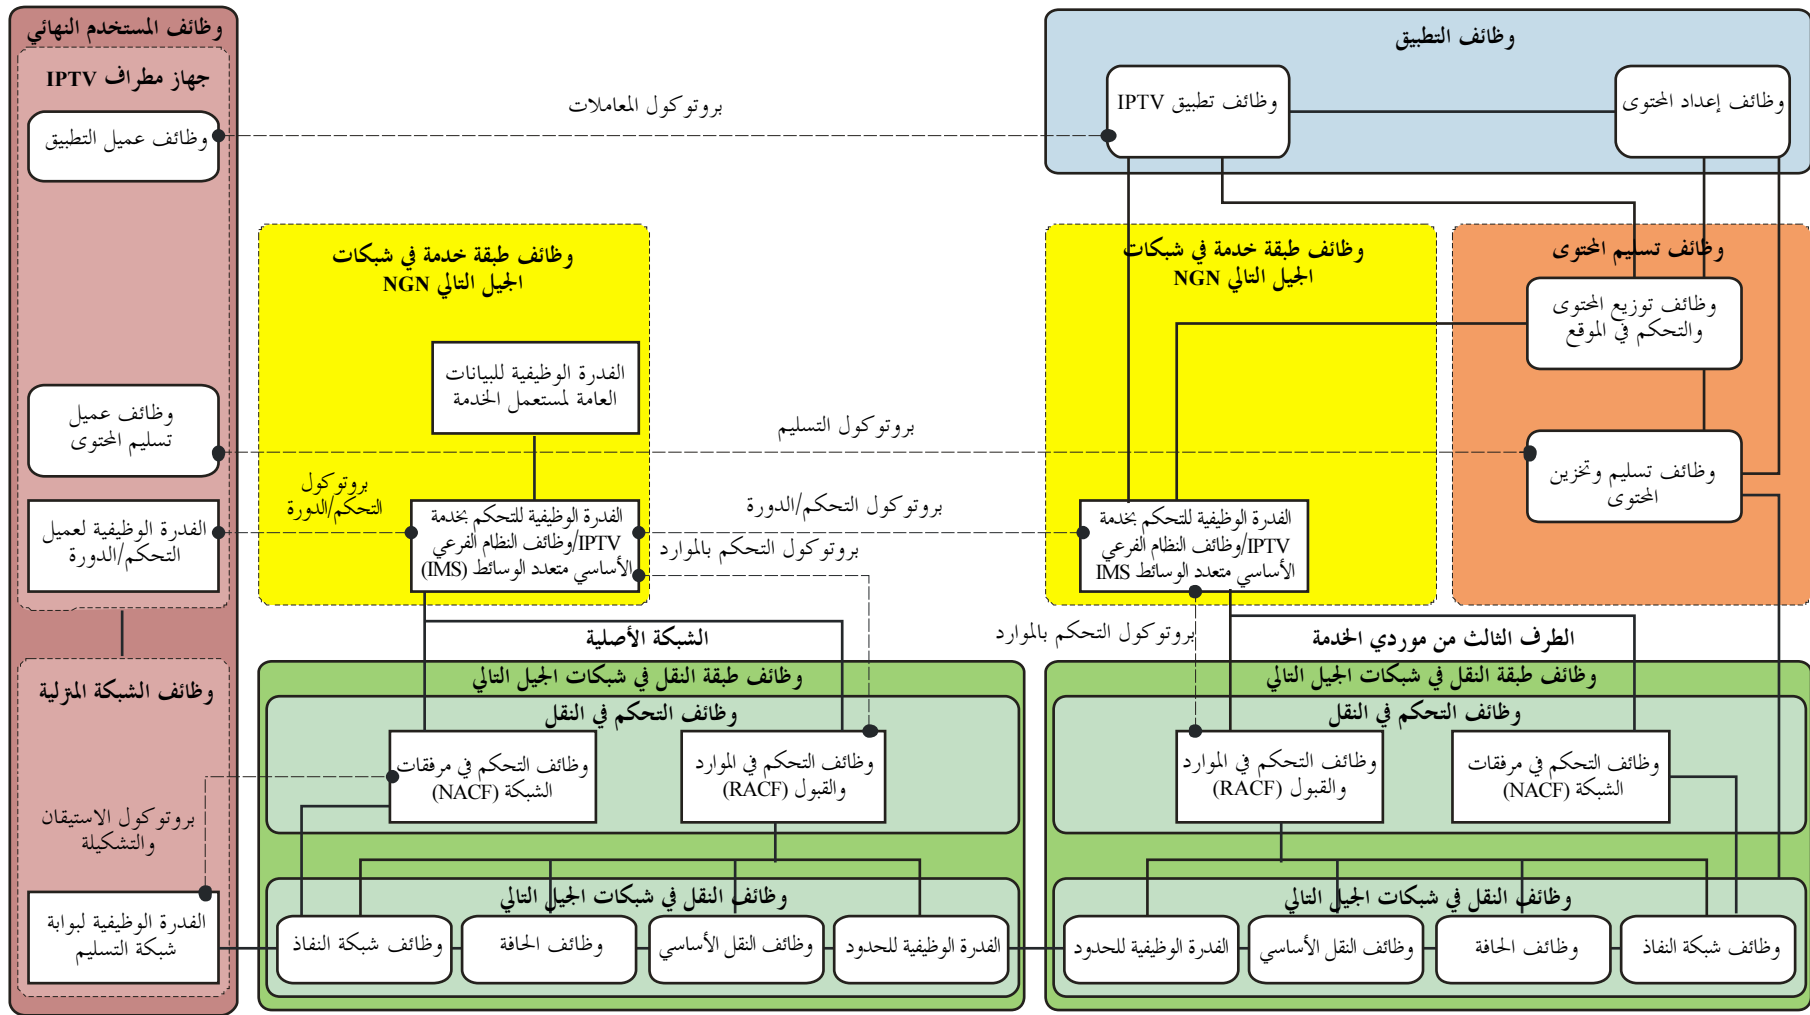 وظائف المستخدم النهائي
جهاز مطراف IPTV
وظائف عميل التطبيق
وظائف عميل
تسليم المحتوى
الفدرة الوظيفية لعميل
التحكم/الدورة
وظائف الشبكة المنزلية
بروتوكول الاستيقان
والتشكيلة
الفدرة الوظيفية لبوابة
شبكة التسليم
بروتوكول المعاملات
وظائف التطبيق
وظائف تطبيق
IPTV
وظائف إعداد المحتوى
وظائف طبقة خدمة في شبكات
الجيل التالي NGN
الفدرة الوظيفية للبيانات
العامة لمستعمل الخدمة
بروتوكول
التحكم/الدورة
الفدرة الوظيفية للتحكم بخدمة
IPTV/وظائف النظام الفرعي
الأساسي متعدد الوسائط (IMS)
بروتوكول التسليم
بروتوكول التحكم/الدورة
بروتوكول التحكم بالموارد
وظائف طبقة خدمة في شبكات
الجيل التالي NGN
الفدرة الوظيفية للتحكم بخدمة
IPTV/وظائف النظام الفرعي
الأساسي متعدد الوسائط IMS
وظائف تسليم المحتوى
وظائف توزيع المحتوى
والتحكم في الموقع
وظائف تسليم وتخزين
المحتوى
بروتوكول التحكم بالموارد
الشبكة الأصلية
وظائف طبقة النقل في شبكات الجيل التالي
وظائف التحكم في النقل
وظائف التحكم في مرفقات
الشبكة (NACF)
وظائف التحكم في الموارد
والقبول (RACF)
وظائف النقل في شبكات الجيل التالي
وظائف شبكة النفاذ
وظائف الحافة
وظائف النقل الأساسي
الفدرة الوظيفية للحدود
الطرف الثالث من موردي الخدمة
وظائف طبقة النقل في شبكات الجيل التالي
وظائف التحكم في النقل
وظائف التحكم في الموارد
والقبول (RACF)
وظائف التحكم في مرفقات
الشبكة (NACF)
وظائف النقل في شبكات الجيل التالي
الفدرة الوظيفية للحدود
وظائف النقل الأساسي
وظائف الحافة
وظائف شبكة النفاذ